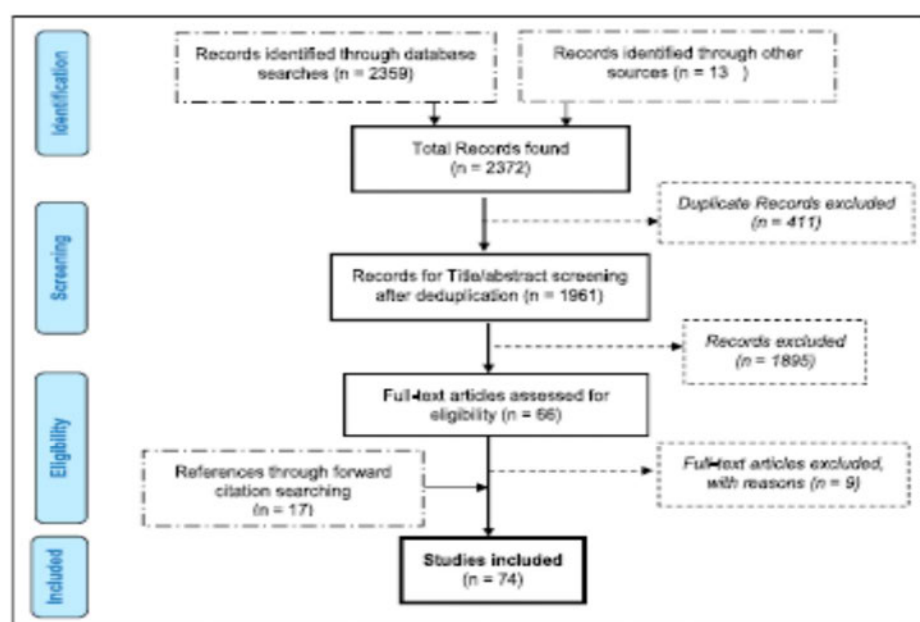 Identification
Records identified through database
searches (n = 2359)
Records identified through other
sources (n = 13 )
Total Records found
(n = 2372)
Duplicate Records excluded
(n = 411)
Screening
Records for Title/abstract screening
after deduplication (n = 1961)
Records excluded
(n = 1895)
Eligibility
Full-text articles assessed for
eligibility (n = 66)
References through forward
citation searching
(n = 17)
Full-text articles excluded,
with reasons (n = 9)
Included
Studies included
(n = 74)